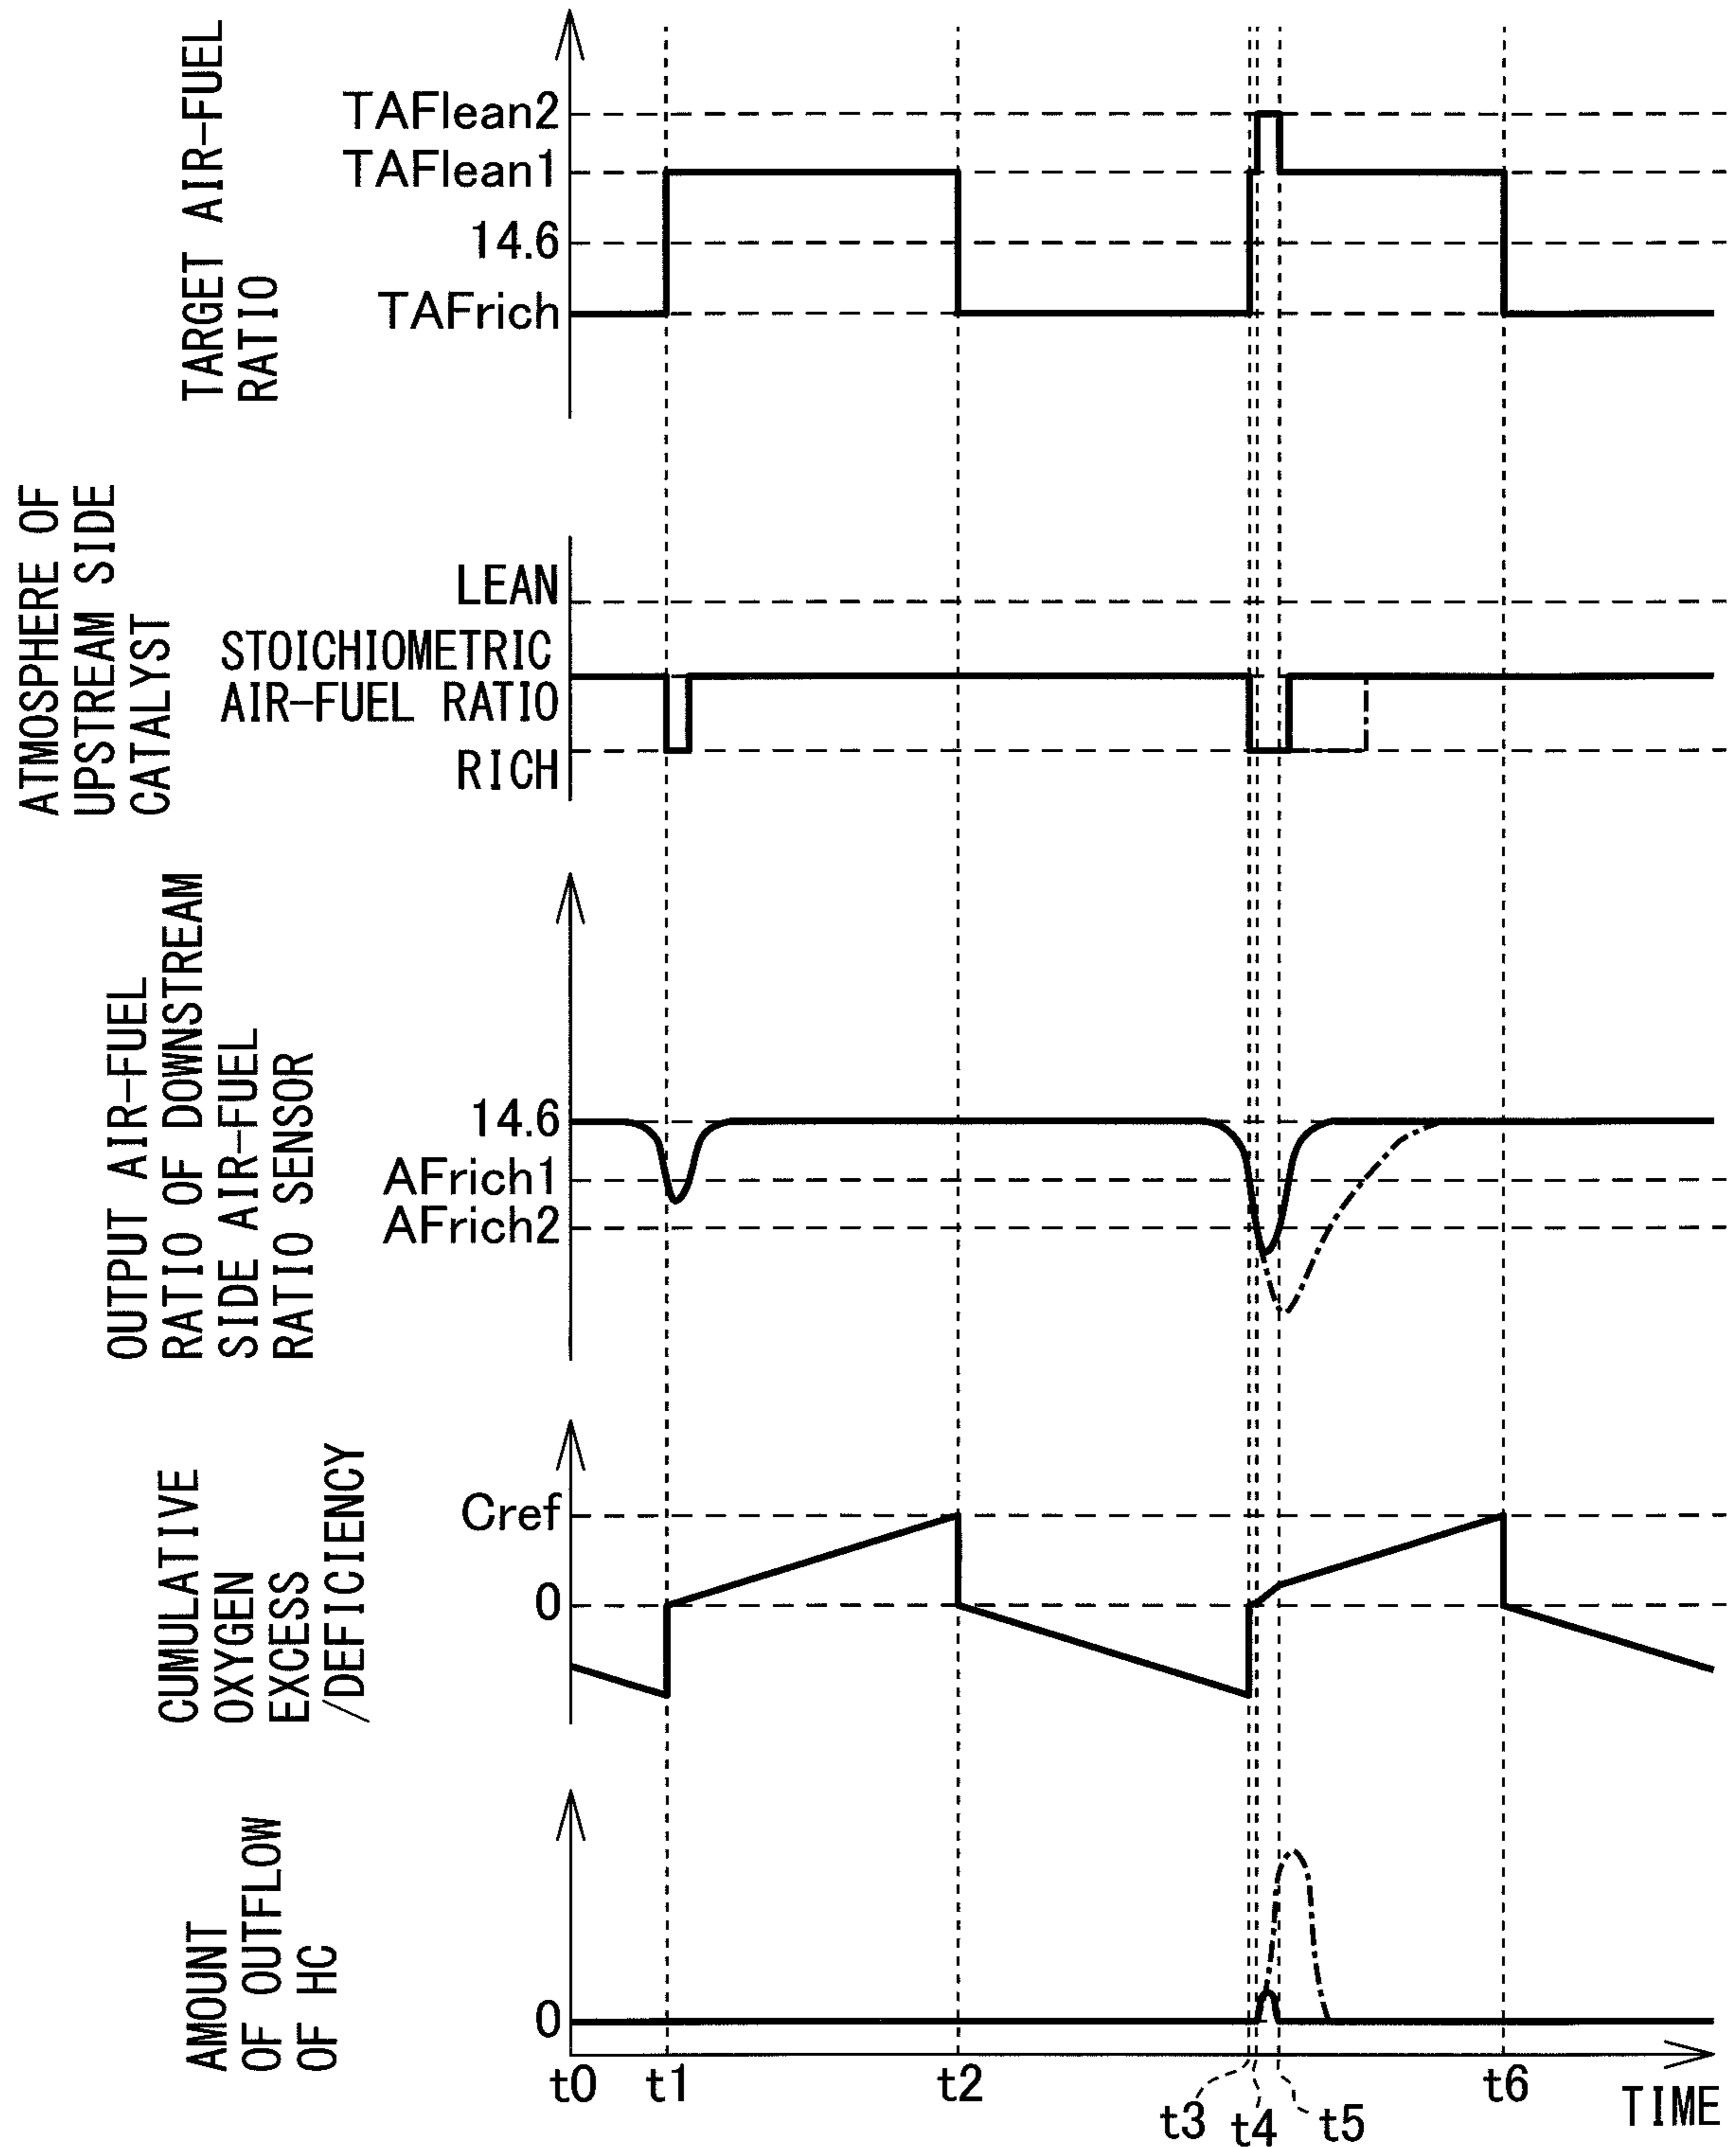 TARGET AIR-FUEL
RATIO
TAFlean2
TAFlean1
14.6
TAFrich
ATMOSPHERE OF
UPSTREAM SIDE
CATALYST
LEAN
STOICHIOMETRIC
AIR-FUEL RATIO
RICH
OUTPUT AIR-FUEL
RATIO OF DOWNSTREAM
SIDE AIR-FUEL
RATIO SENSOR
14.6
AFrich1
AFrich2
CUMULATIVE
OXYGEN
EXCESS
/DEFICIENCY
Cref
0
AMOUNT
OF OUTFLOW
OF HC
0
t0
t1
t2
t3
t4
t5
t6
TIME